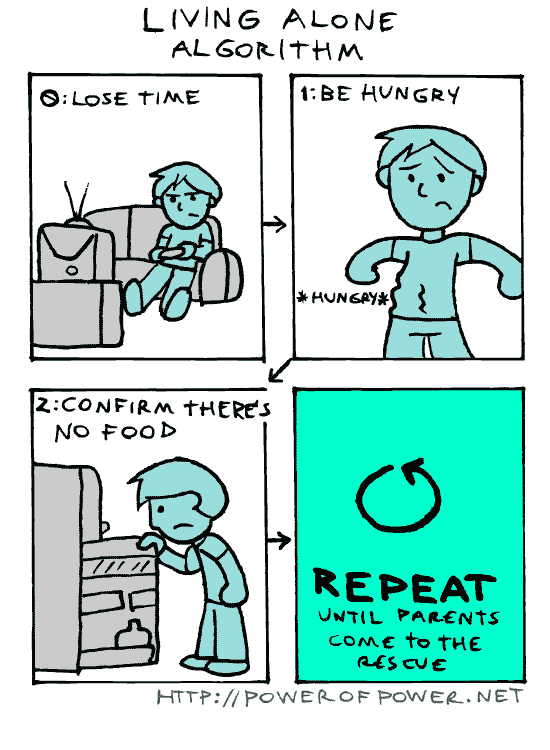 LIVING ALONE
ALGORITHM
0:LOSE TIME
1:BE HUNGRY
*HUNGRY*
2:CONFIRM THERE'S
NO FOOD
REPEAT
UNTIL PARENTS
COME TO THE
RESCUE
HTTP://POWEROFPOWER.NET